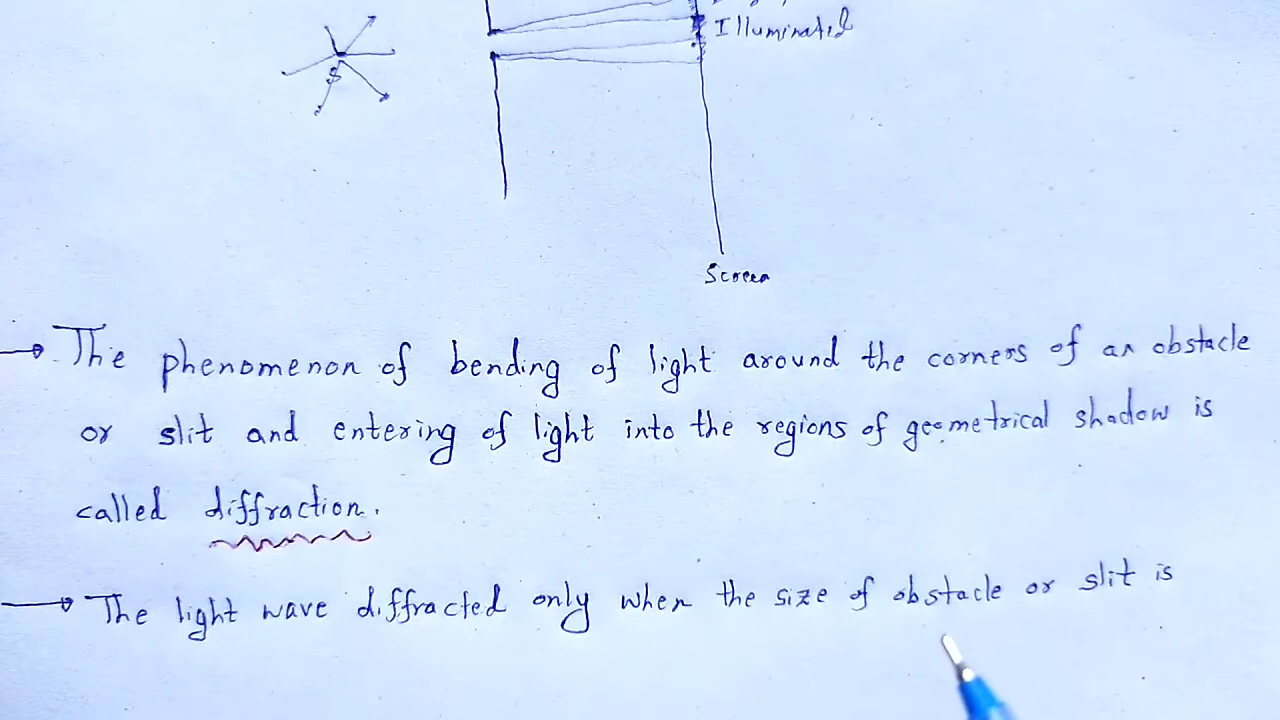 Illuminated
S
Screen
The phenomenon of bending of light around the corners of an obstacle
or slit and entering of light into the regions of geometrical shadow is
called diffraction.
The light wave diffracted only when the size of obstacle or slit is